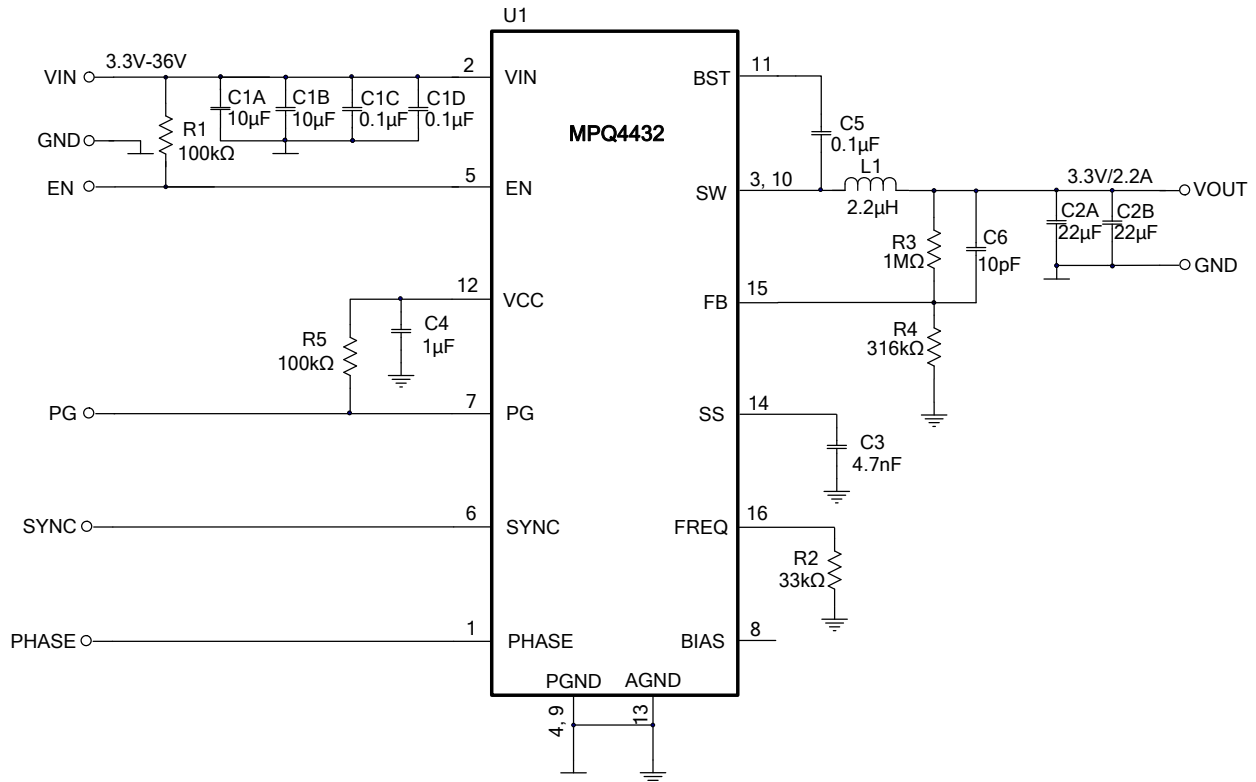 U1
3.3V-36V
VIN
2
VIN
BST
11
C1A
10µF
C1B
10µF
C1C
0.1µF
C1D
0.1µF
MPQ4432
C5
0.1µF
GND
R1
100kΩ
EN
5
EN
SW
3, 10
L1
2.2µH
3.3V/2.2A
VOUT
C2A
22µF
C2B
22µF
R3
1MΩ
C6
10pF
GND
12
VCC
FB
15
R5
100kΩ
C4
1µF
R4
316kΩ
PG
7
PG
SS
14
C3
4.7nF
SYNC
6
SYNC
FREQ
16
R2
33kΩ
PHASE
1
PHASE
BIAS
8
PGND
AGND
4, 9
13